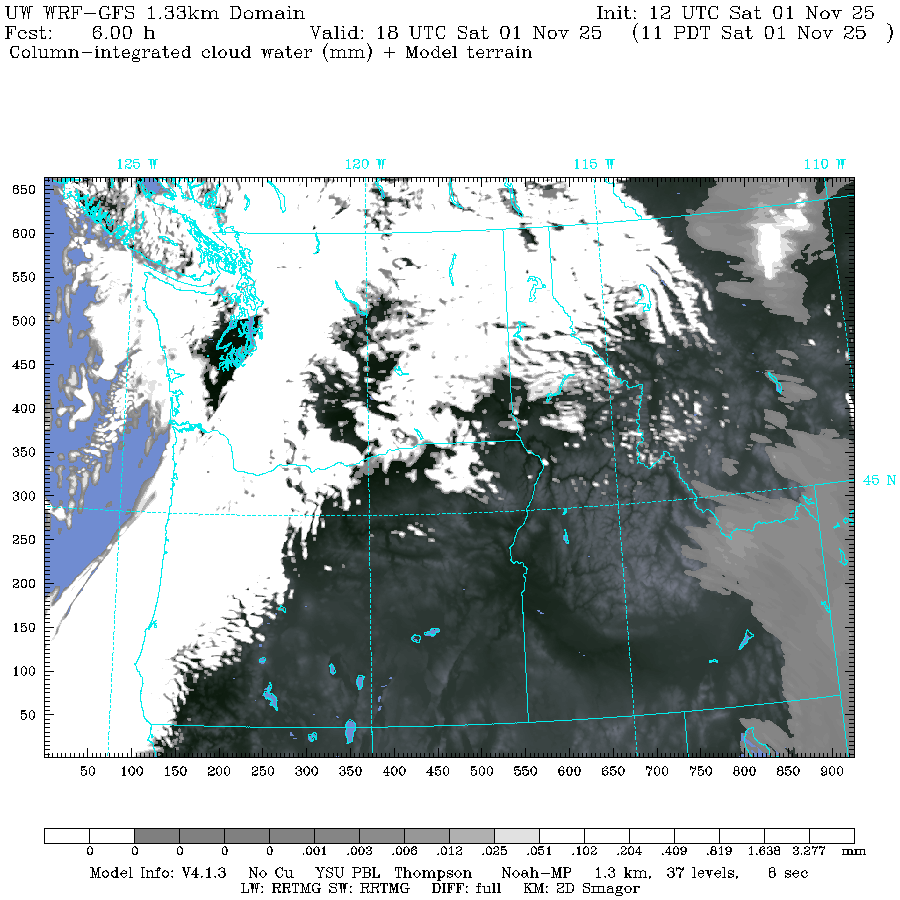 UW WRF-GFS 1.33km Domain Init: 12 UTC Sat 01 Nov 25
Fcst: 6.00 h Valid: 18 UTC Sat 01 Nov 25 (11 PDT Sat 01 Nov 25 )
Column-integrated cloud water (mm) + Model terrain
125 W 120 W 115 W 110 W
650
600
550
500
450
400
350
45 N
300
250
200
150
100
50
50 100 150 200 250 300 350 400 450 500 550 600 650 700 750 800 850 900
0 0 0 0 0 .001 .003 .006 .012 .025 .051 .102 .204 .409 .819 1.638 3.277 mm
Model Info: V4.1.3 No Cu YSU PBL Thompson Noah-MP 1.3 km, 37 levels, 8 sec
LW: RRTMG SW: RRTMG DIFF: full KM: 2D Smagor